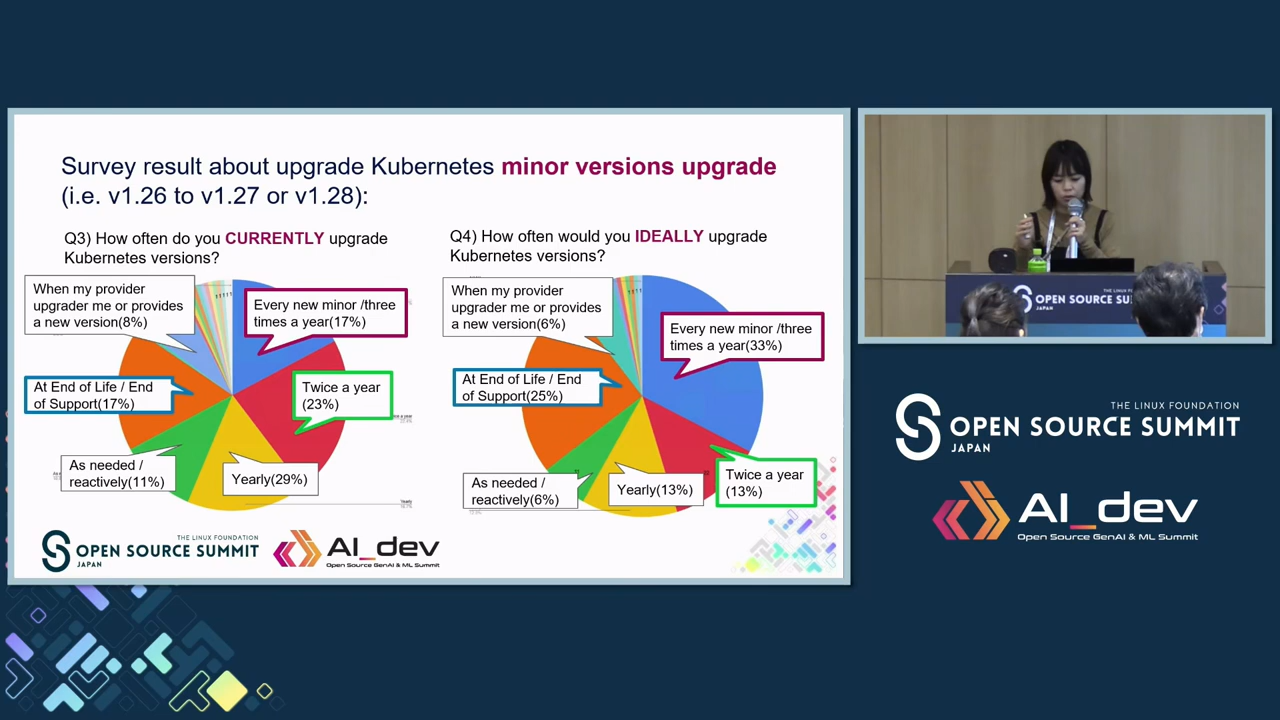 Survey result about upgrade Kubernetes minor versions upgrade
(i.e. v1.26 to v1.27 or v1.28):
Q3) How often do you CURRENTLY upgrade
Kubernetes versions?
When my provider
upgrader me or provides
a new version(8%)
Every new minor /three
times a year(17%)
At End of Life / End
of Support(17%)
Twice a year
(23%)
As needed /
reactively(11%)
Yearly(29%)
Q4) How often would you IDEALLY upgrade
Kubernetes versions?
When my provider
upgrader me or provides
a new version(6%)
Every new minor /three
times a year(33%)
At End of Life / End
of Support(25%)
As needed /
reactively(6%)
Yearly(13%)
Twice a year
(13%)
THE LINUX FOUNDATION
OPEN SOURCE SUMMIT
JAPAN
AI_dev
Open Source GenAI & ML Summit
THE LINUX FOUNDATION
OPEN SOURCE SUM
JAPAN
THE LINUX FOUNDATION
OPEN SOURCE SUMMIT
JAPAN
AI_dev
Open Source GenAI & ML Summit